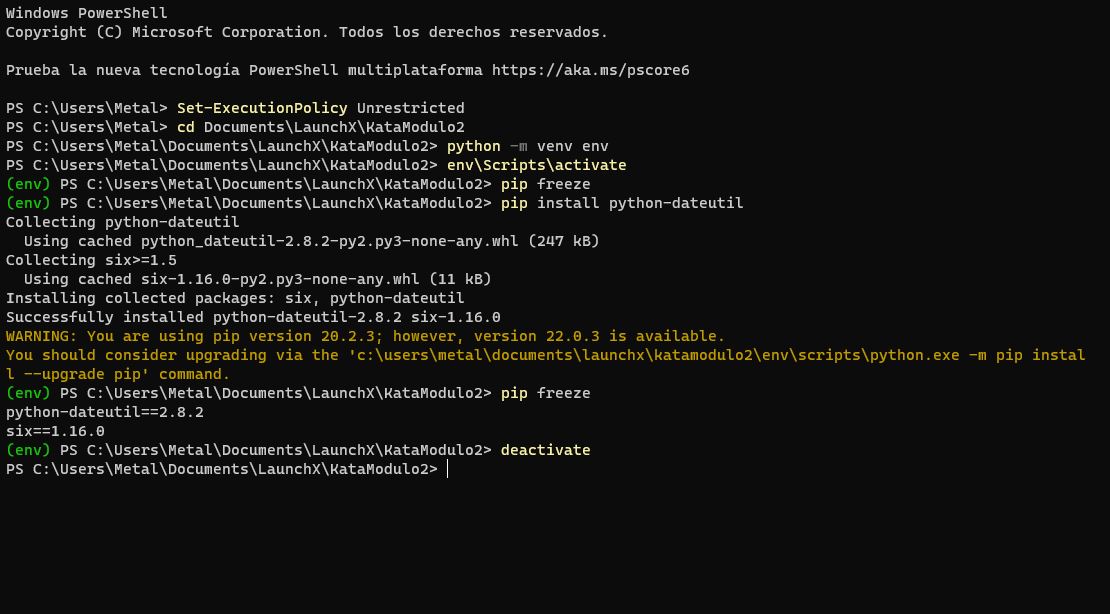 Windows PowerShell
Copyright (C) Microsoft Corporation. Todos los derechos reservados.
Prueba la nueva tecnología PowerShell multiplataforma https://aka.ms/pscore6
PS C:\Users\Metal> Set-ExecutionPolicy Unrestricted
PS C:\Users\Metal> cd Documents\LaunchX\KataModulo2
PS C:\Users\Metal\Documents\LaunchX\KataModulo2> python -m venv env
PS C:\Users\Metal\Documents\LaunchX\KataModulo2> env\Scripts\activate
(env) PS C:\Users\Metal\Documents\LaunchX\KataModulo2> pip freeze
(env) PS C:\Users\Metal\Documents\LaunchX\KataModulo2> pip install python-dateutil
Collecting python-dateutil
  Using cached python_dateutil-2.8.2-py2.py3-none-any.whl (247 kB)
Collecting six>=1.5
  Using cached six-1.16.0-py2.py3-none-any.whl (11 kB)
Installing collected packages: six, python-dateutil
Successfully installed python-dateutil-2.8.2 six-1.16.0
WARNING: You are using pip version 20.2.3; however, version 22.0.3 is available.
You should consider upgrading via the 'c:\users\metal\documents\launchx\katamodulo2\env\scripts\python.exe -m pip instal
l --upgrade pip' command.
(env) PS C:\Users\Metal\Documents\LaunchX\KataModulo2> pip freeze
python-dateutil==2.8.2
six==1.16.0
(env) PS C:\Users\Metal\Documents\LaunchX\KataModulo2> deactivate
PS C:\Users\Metal\Documents\LaunchX\KataModulo2>